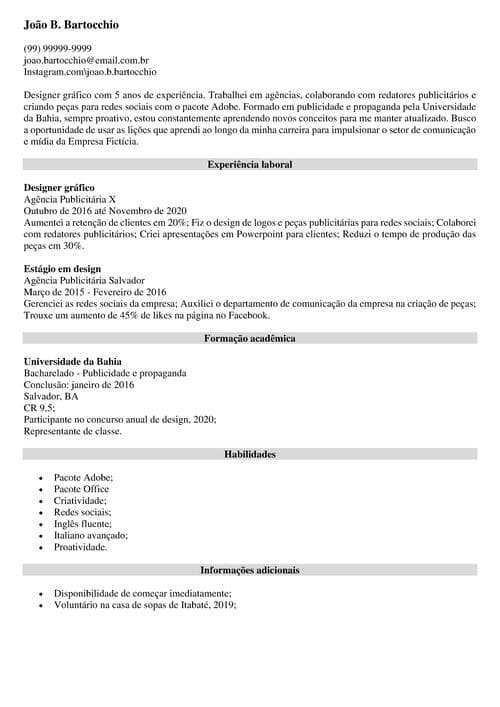 João B. Bartocchio
(99) 99999-9999
joao.bartocchio@email.com.br
Instagram.com\joao.b.bartocchio
Designer gráfico com 5 anos de experiência. Trabalhei em agências, colaborando com redatores publicitários e
criando peças para redes sociais com o pacote Adobe. Formado em publicidade e propaganda pela Universidade
da Bahia, sempre proativo, estou constantemente aprendendo novos conceitos para me manter atualizado. Busco
a oportunidade de usar as lições que aprendi ao longo da minha carreira para impulsionar o setor de comunicação
e mídia da Empresa Fictícia.
Experiência laboral
Designer gráfico
Agência Publicitária X
Outubro de 2016 até Novembro de 2020
Aumentei a retenção de clientes em 20%; Fiz o design de logos e peças publicitárias para redes sociais; Colaborei
com redatores publicitários; Criei apresentações em Powerpoint para clientes; Reduzi o tempo de produção das
peças em 30%.
Estágio em design
Agência Publicitária Salvador
Março de 2015 - Fevereiro de 2016
Gerenciei as redes sociais da empresa; Auxiliei o departamento de comunicação da empresa na criação de peças;
Trouxe um aumento de 45% de likes na página no Facebook.
Formação acadêmica
Universidade da Bahia
Bacharelado - Publicidade e propaganda
Conclusão: janeiro de 2016
Salvador, BA
CR 9,5;
Participante no concurso anual de design, 2020;
Representante de classe.
Habilidades
• Pacote Adobe;
• Pacote Office
• Criatividade;
• Redes sociais;
• Inglês fluente;
• Italiano avançado;
• Proatividade.
Informações adicionais
• Disponibilidade de começar imediatamente;
• Voluntário na casa de sopas de Itabaté, 2019;